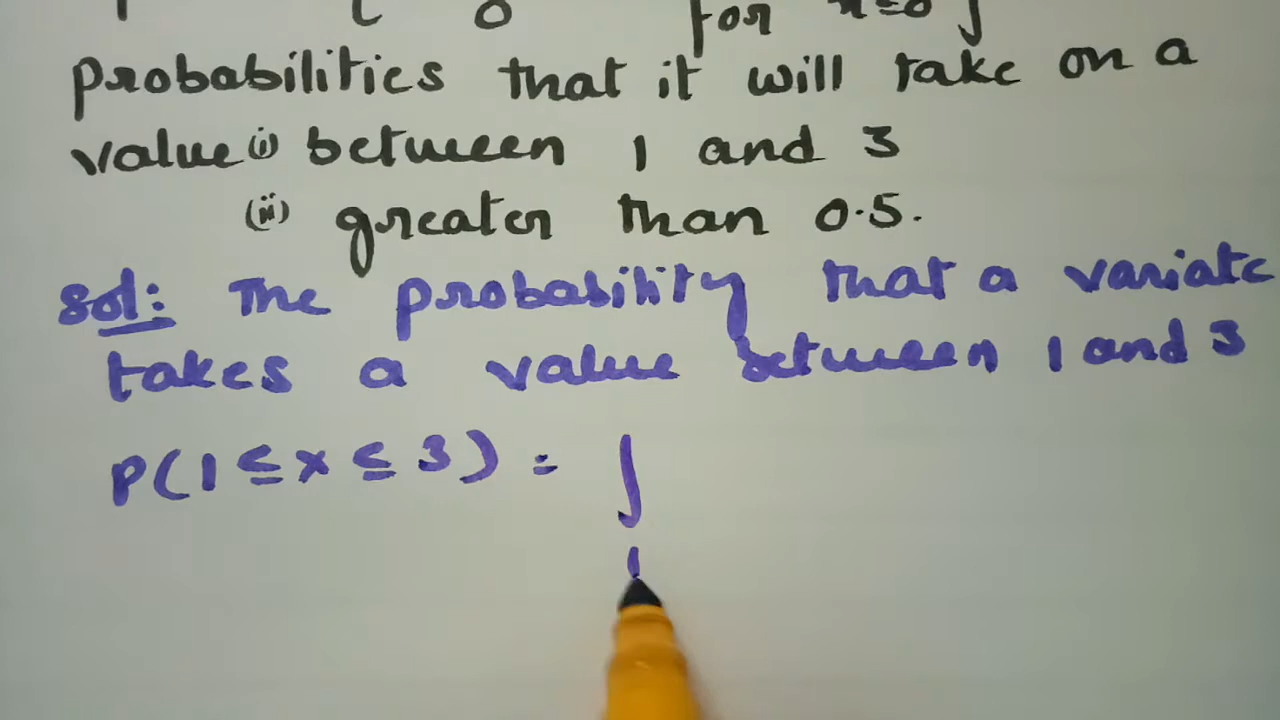 0 for x≤0
probabilities that it will take on a
value (i) between 1 and 3
(ii) greater than 0.5.
Sol: The probability that a variate
takes a value between 1 and 3
P(1 ≤ x ≤ 3) = ∫
1